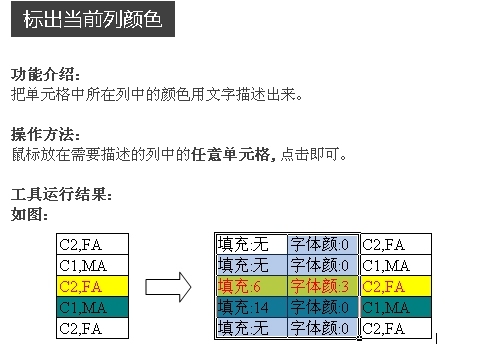 标出当前列颜色
功能介绍：
把单元格中所在列中的颜色用文字描述出来。
操作方法：
鼠标放在需要描述的列中的任意单元格，点击即可。
工具运行结果：
如图：
C2,FA
C1,MA
C2,FA
C1,MA
C2,FA
填充:无 字体颜:0 C2,FA
填充:无 字体颜:0 C1,MA
填充:6 字体颜:3 C2,FA
填充:14 字体颜:0 C1,MA
填充:无 字体颜:0 C2,FA